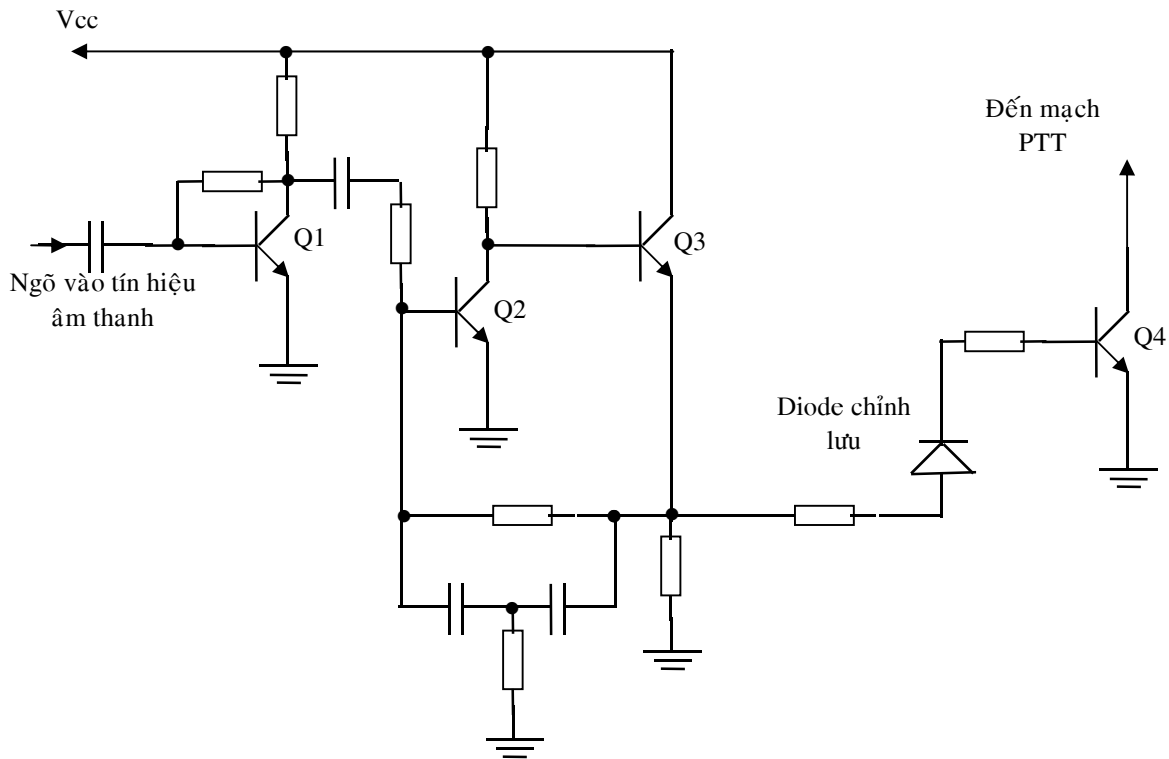 Vcc
Đến mạch
PTT
Q1
Q3
Ngõ vào tín hiệu
âm thanh
Q2
Q4
Diode chỉnh
lưu